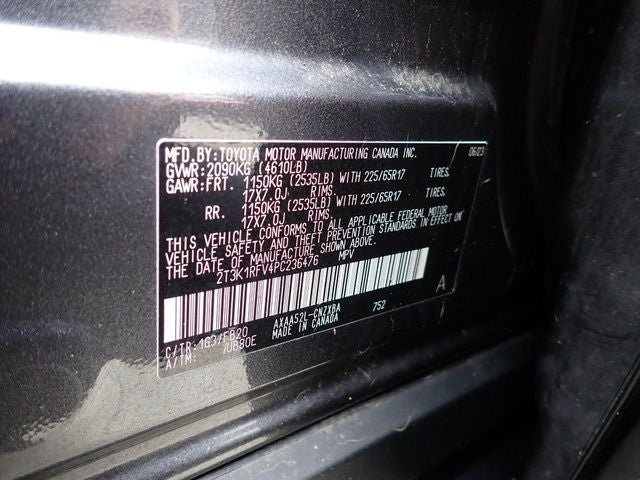 MFD. BY: TOYOTA MOTOR MANUFACTURING CANADA INC. 06/23
GVWR: 2090KG (4610LB)
GAWR: FRT. 1150KG (2535LB) WITH 225/65R17 TIRES,
17X7.0J RIMS.
RR. 1150KG (2535LB) WITH 225/65R17 TIRES,
17X7.0J RIMS.
THIS VEHICLE CONFORMS TO ALL APPLICABLE FEDERAL MOTOR
VEHICLE SAFETY AND THEFT PREVENTION STANDARDS IN EFFECT ON
THE DATE OF MANUFACTURE SHOWN ABOVE.
2T3K1RFV4PC236476 MPV
A
C/TR: 1G3/FB20 AXAA52L-CNZXBA 752
A/TM: /UB80E MADE IN CANADA